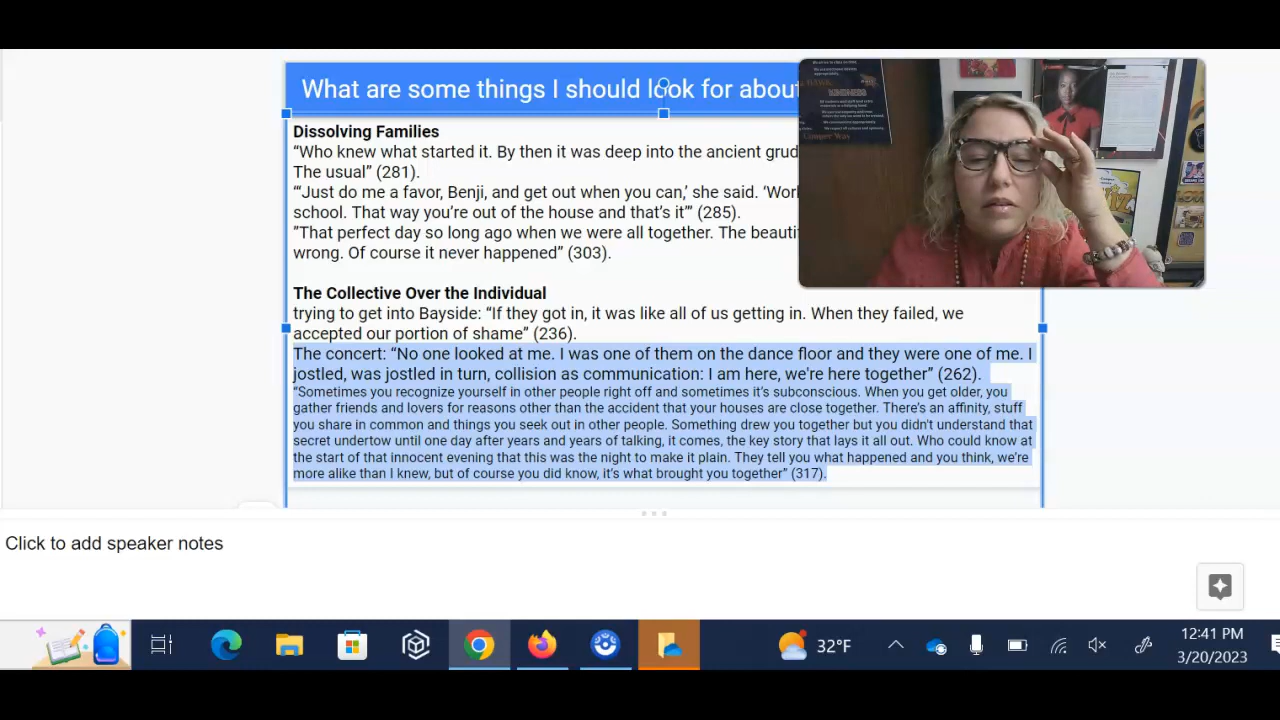 What are some things I should look for about
Dissolving Families
“Who knew what started it. By then it was deep into the ancient grud
The usual” (281).
“‘Just do me a favor, Benji, and get out when you can,’ she said. ‘Worl
school. That way you’re out of the house and that’s it’” (285).
”That perfect day so long ago when we were all together. The beautif
wrong. Of course it never happened” (303).
The Collective Over the Individual
trying to get into Bayside: “If they got in, it was like all of us getting in. When they failed, we
accepted our portion of shame” (236).
The concert: “No one looked at me. I was one of them on the dance floor and they were one of me. I
jostled, was jostled in turn, collision as communication: I am here, we're here together” (262).
“Sometimes you recognize yourself in other people right off and sometimes it’s subconscious. When you get older, you
gather friends and lovers for reasons other than the accident that your houses are close together. There’s an affinity, stuff
you share in common and things you seek out in other people. Something drew you together but you didn’t understand that
secret undertow until one day after years and years of talking, it comes, the key story that lays it all out. Who could know at
the start of that innocent evening that this was the night to make it plain. They tell you what happened and you think, we’re
more alike than I knew, but of course you did know, it’s what brought you together” (317).
Click to add speaker notes
32°F
12:41 PM
3/20/2023